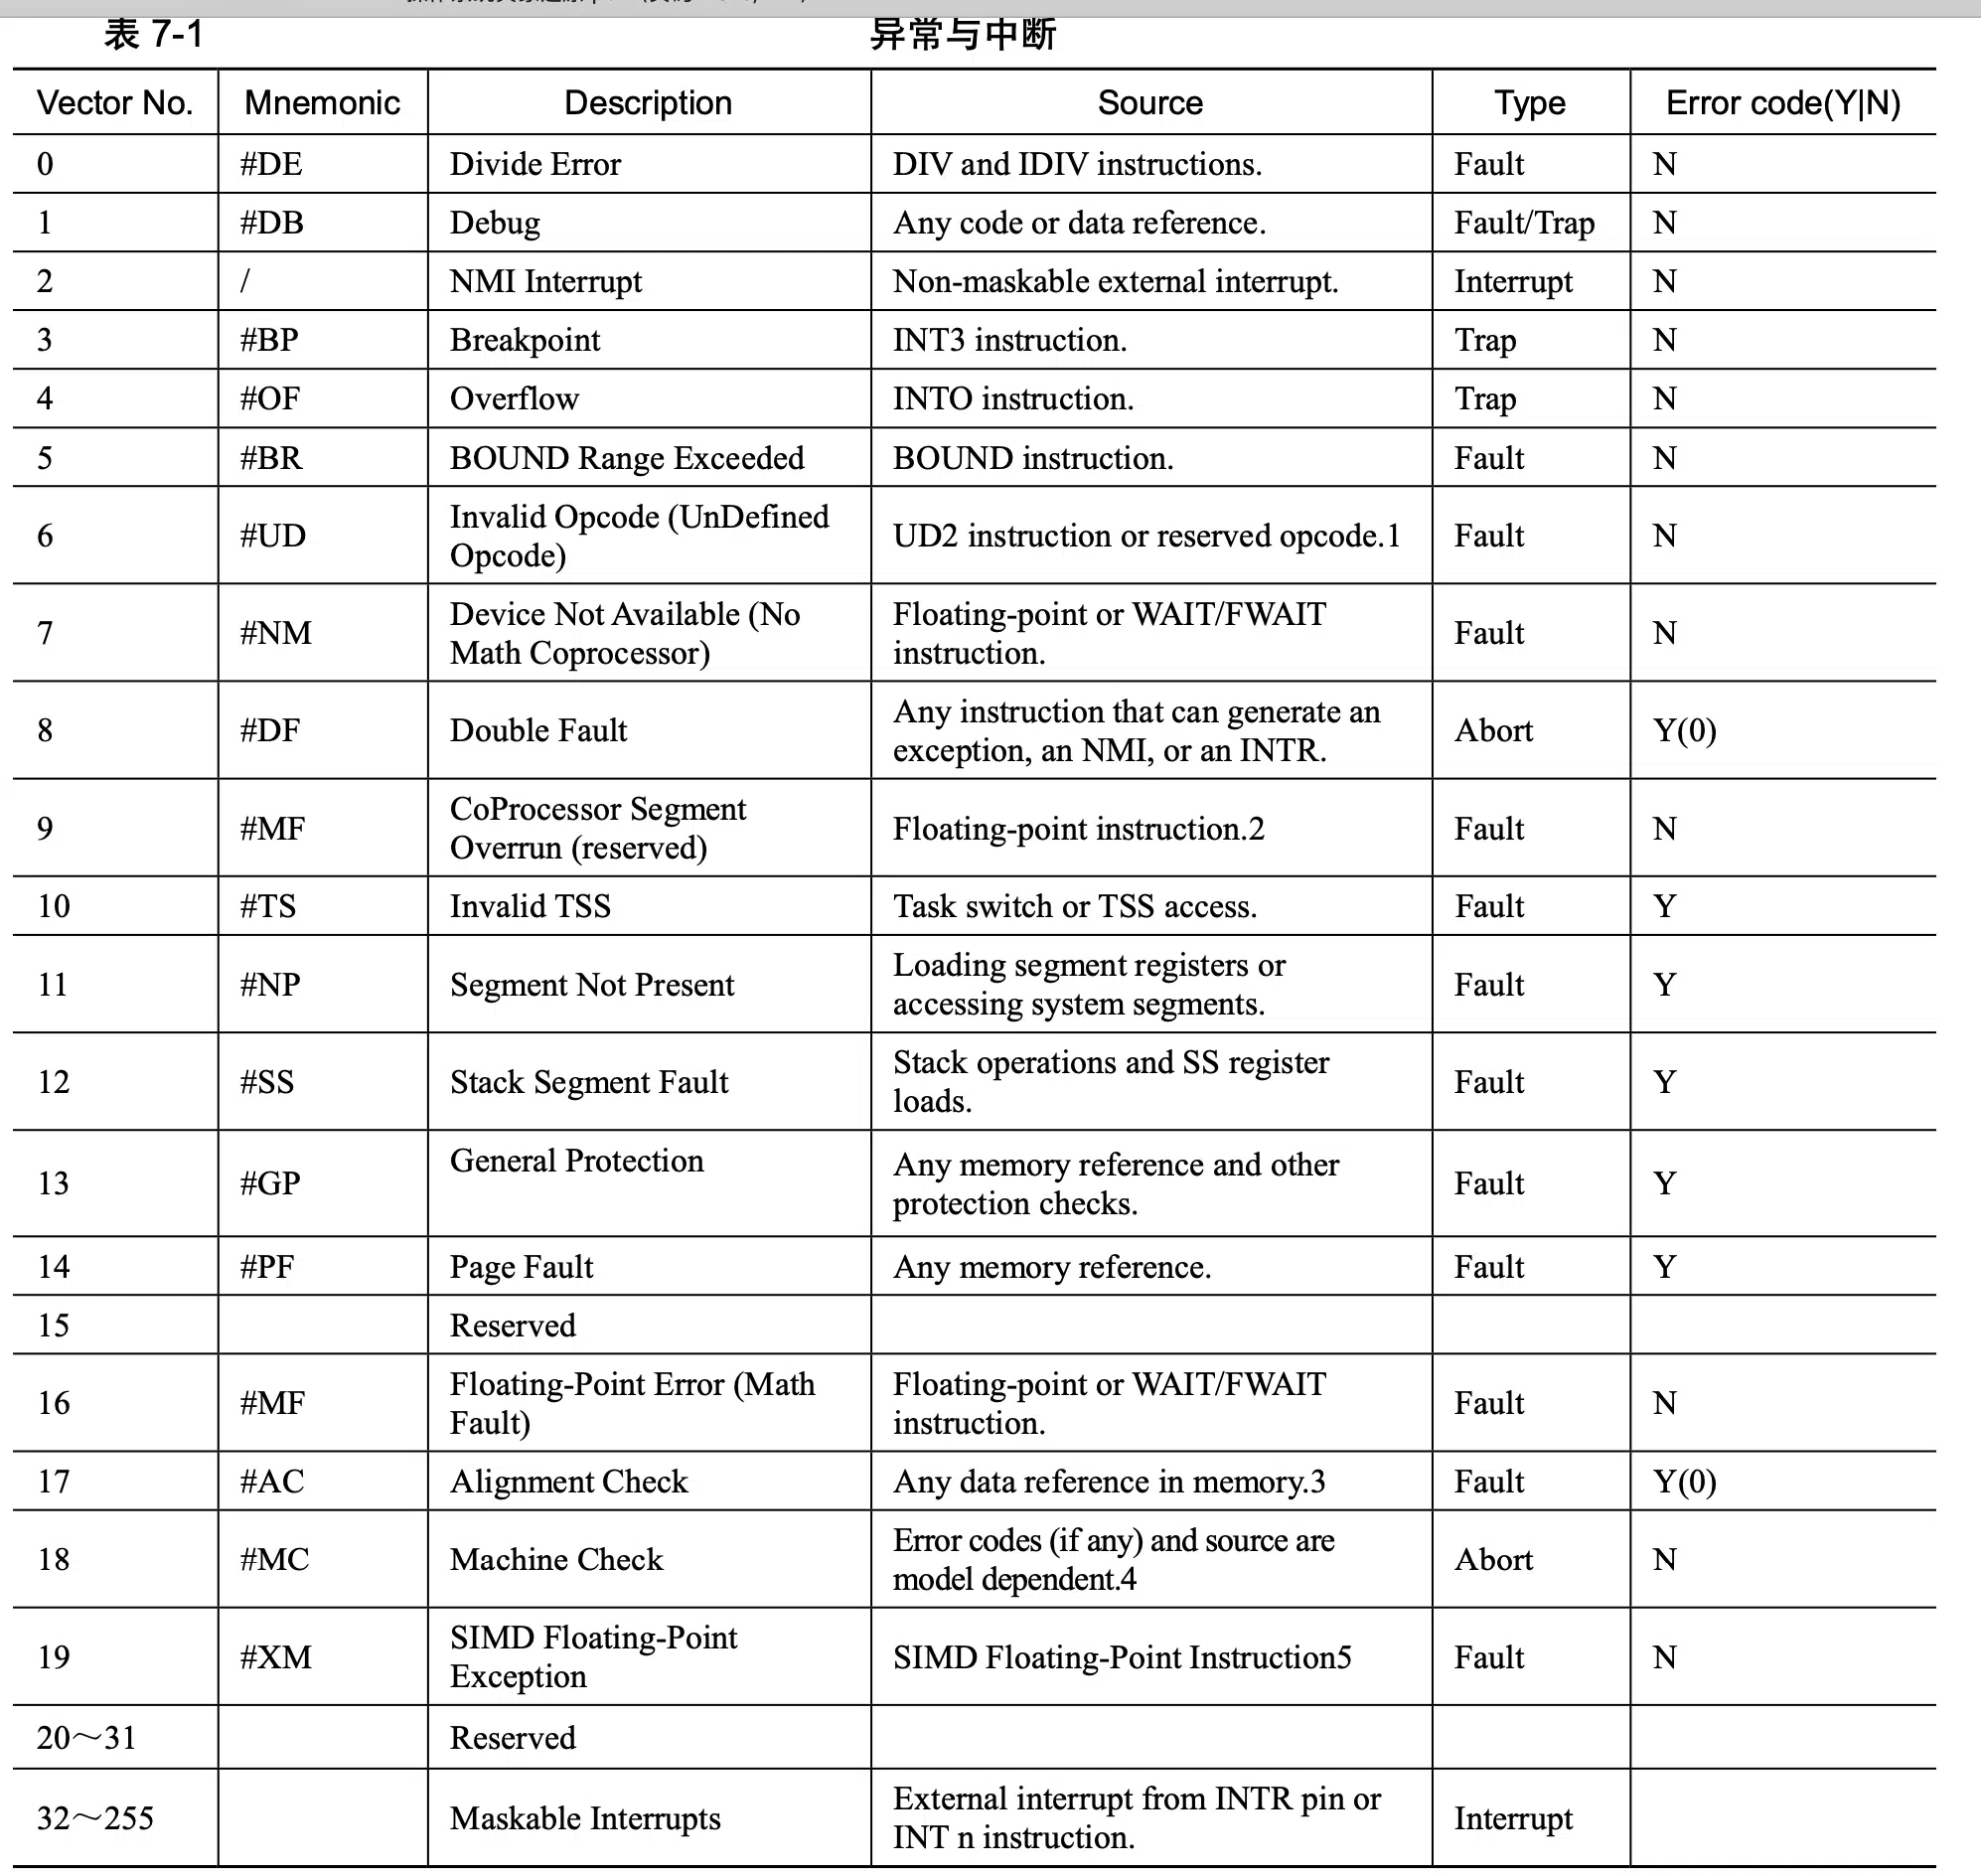 表 7-1 异常与中断
Vector No. Mnemonic Description Source Type Error code(Y|N)
0 #DE Divide Error DIV and IDIV instructions. Fault N
1 #DB Debug Any code or data reference. Fault/Trap N
2 / NMI Interrupt Non-maskable external interrupt. Interrupt N
3 #BP Breakpoint INT3 instruction. Trap N
4 #OF Overflow INTO instruction. Trap N
5 #BR BOUND Range Exceeded BOUND instruction. Fault N
6 #UD Invalid Opcode (UnDefined
Opcode) UD2 instruction or reserved opcode.1 Fault N
7 #NM Device Not Available (No
Math Coprocessor) Floating-point or WAIT/FWAIT
instruction. Fault N
8 #DF Double Fault Any instruction that can generate an
exception, an NMI, or an INTR. Abort Y(0)
9 #MF CoProcessor Segment
Overrun (reserved) Floating-point instruction.2 Fault N
10 #TS Invalid TSS Task switch or TSS access. Fault Y
11 #NP Segment Not Present Loading segment registers or
accessing system segments. Fault Y
12 #SS Stack Segment Fault Stack operations and SS register
loads. Fault Y
13 #GP General Protection Any memory reference and other
protection checks. Fault Y
14 #PF Page Fault Any memory reference. Fault Y
15 Reserved
16 #MF Floating-Point Error (Math
Fault) Floating-point or WAIT/FWAIT
instruction. Fault N
17 #AC Alignment Check Any data reference in memory.3 Fault Y(0)
18 #MC Machine Check Error codes (if any) and source are
model dependent.4 Abort N
19 #XM SIMD Floating-Point
Exception SIMD Floating-Point Instruction5 Fault N
20～31 Reserved
32～255 Maskable Interrupts External interrupt from INTR pin or
INT n instruction. Interrupt